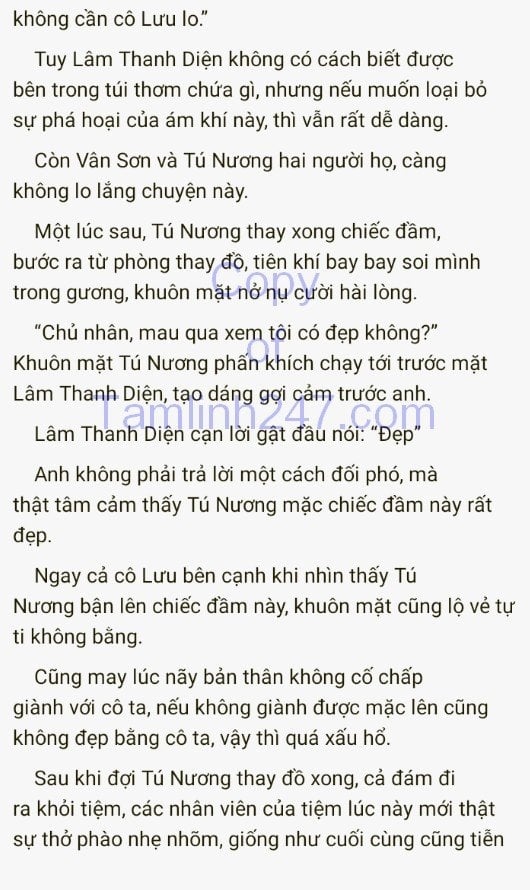 không cần cô Lưu lo.”
Tuy Lâm Thanh Diện không có cách biết được
bên trong túi thơm chứa gì, nhưng nếu muốn loại bỏ
sự phá hoại của ám khí này, thì vẫn rất dễ dàng.
Còn Vân Sơn và Tú Nương hai người họ, càng
không lo lắng chuyện này.
Một lúc sau, Tú Nương thay xong chiếc đầm,
bước ra từ phòng thay đồ, tiên khí bay bay soi mình
trong gương, khuôn mặt nở nụ cười hài lòng.
Copy
“Chủ nhân, mau qua xem tôi có đẹp không?”
of
Khuôn mặt Tú Nương phấn khích chạy tới trước mặt
Lâm Thanh Diện, tạo dáng gợi cảm trước anh.
Tamlinh247.com
Lâm Thanh Diện cạn lời gật đầu nói: “Đẹp”
Anh không phải trả lời một cách đối phó, mà
thật tâm cảm thấy Tú Nương mặc chiếc đầm này rất
đẹp.
Ngay cả cô Lưu bên cạnh khi nhìn thấy Tú
Nương bận lên chiếc đầm này, khuôn mặt cũng lộ vẻ tự
ti không bằng.
Cũng may lúc nãy bản thân không cố chấp
giành với cô ta, nếu không giành được mặc lên cũng
không đẹp bằng cô ta, vậy thì quá xấu hổ.
Sau khi đợi Tú Nương thay đồ xong, cả đám đi
ra khỏi tiệm, các nhân viên của tiệm lúc này mới thật
sự thở phào nhẹ nhõm, giống như cuối cùng cũng tiễn